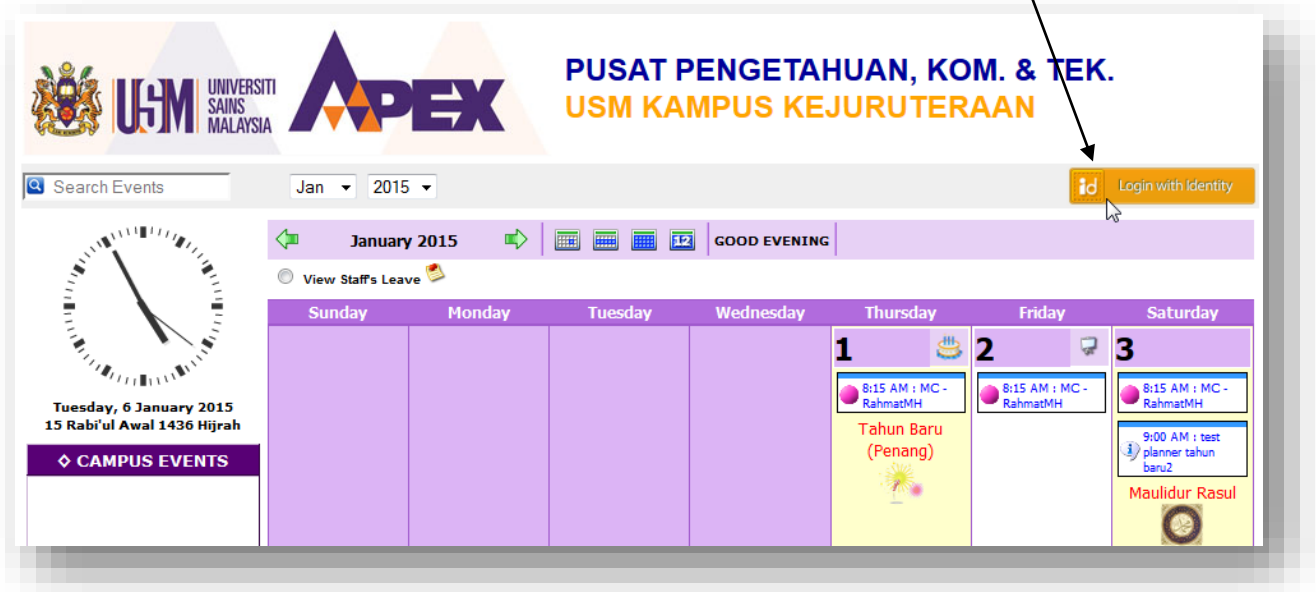 USM
UNIVERSITI
SAINS
MALAYSIA
APEX
PUSAT PENGETAHUAN, KOM. & TEK.
USM KAMPUS KEJURUTERAAN
Search Events
Jan
2015
id Login with Identity
January 2015
12
GOOD EVENING
View Staff's Leave
Sunday Monday Tuesday Wednesday Thursday Friday Saturday
1
8:15 AM : MC -
RahmatMH
Tahun Baru
(Penang)
2
8:15 AM : MC -
RahmatMH
3
8:15 AM : MC -
RahmatMH
9:00 AM : test
planner tahun
baru2
Maulidur Rasul
Tuesday, 6 January 2015
15 Rabi'ul Awal 1436 Hijrah
CAMPUS EVENTS